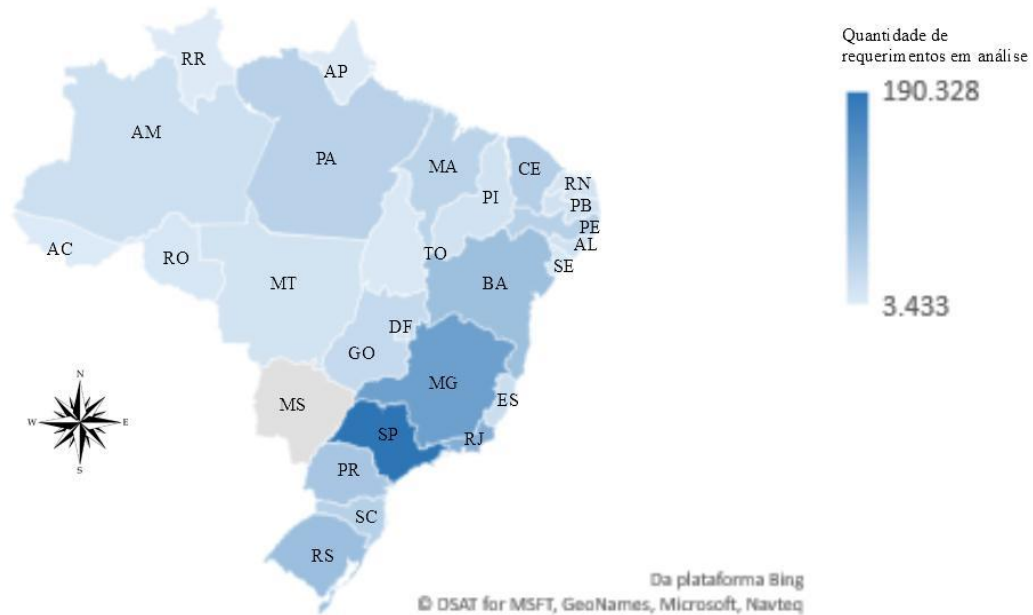 Quantidade de
requerimentos em análise
190.328
3.433
RR
AP
AM
PA
MA
CE
RN
PI
PB
PE
AL
AC
RO
TO
SE
MT
BA
DF
GO
MG
MS
ES
SP
RJ
PR
SC
RS
N
W
E
S
Da plataforma Bing
© DSAT for MSFT, GeoNames, Microsoft, Navteq